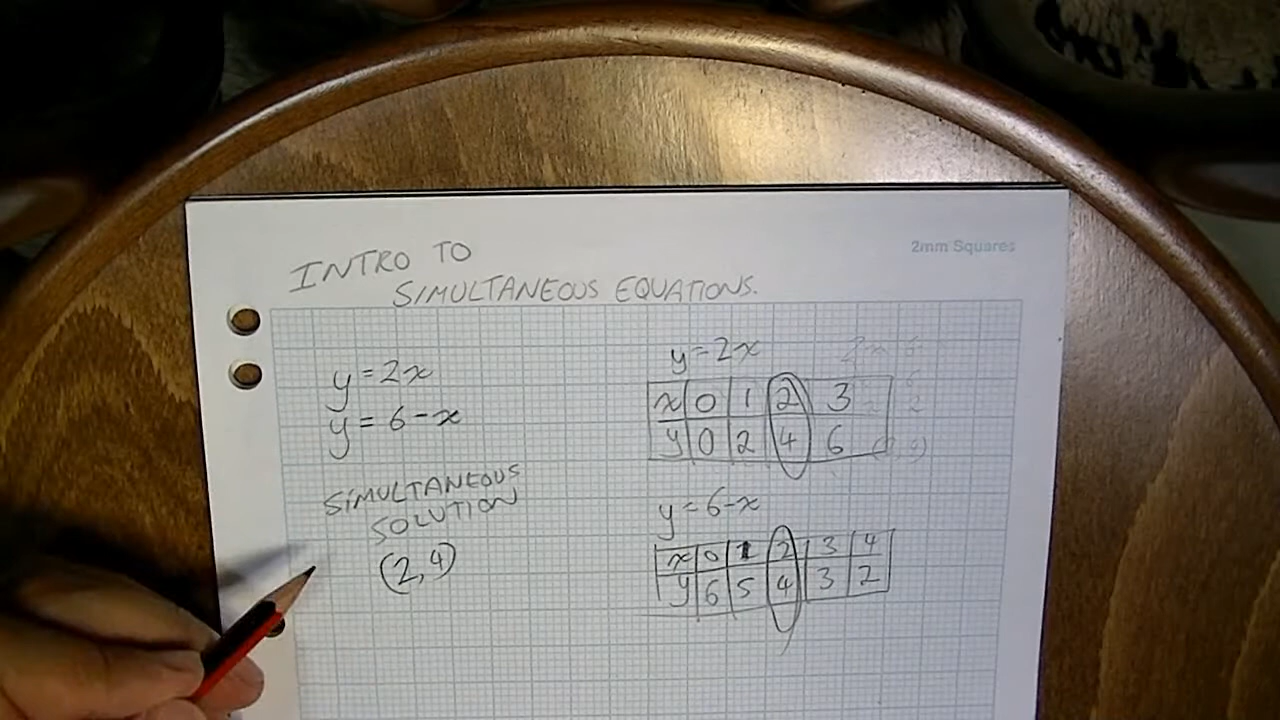 2mm Squares
INTRO TO
SIMULTANEOUS EQUATIONS.
y = 2x
y = 6 - x
SIMULTANEOUS
SOLUTION
(2, 4)
y = 2x
x 0 1 2 3
y 0 2 4 6
y = 6 - x
x 0 1 2 3 4
y 6 5 4 3 2